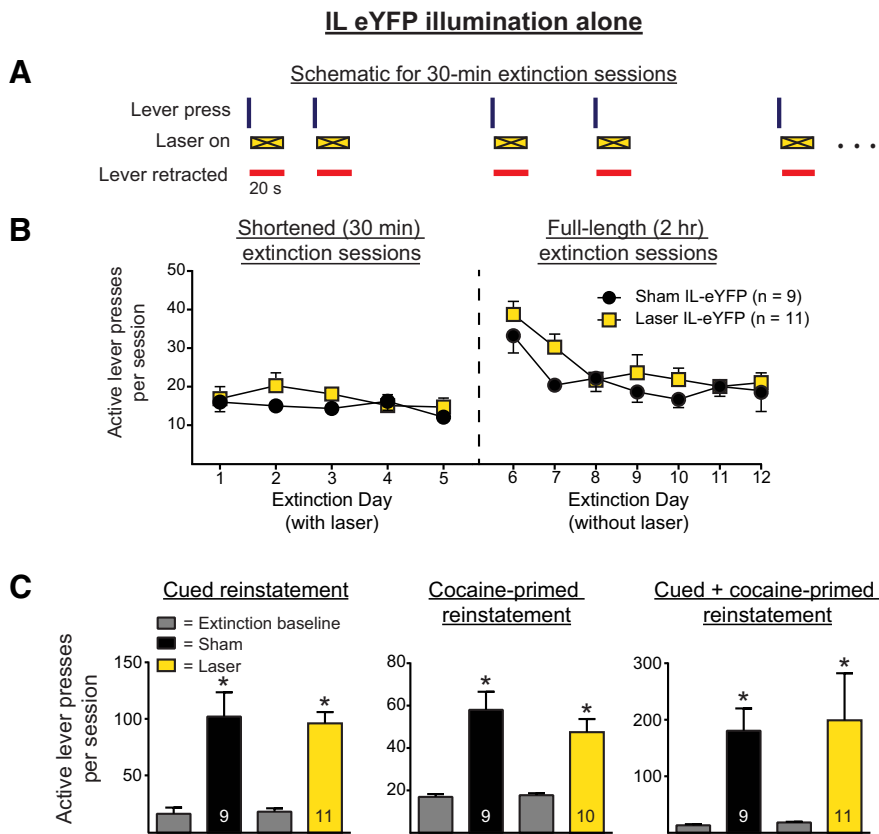 IL eYFP illumination alone
A
Schematic for 30-min extinction sessions
Lever press
Laser on
Lever retracted
20 s
. . .
B
Shortened (30 min)
extinction sessions
Full-length (2 hr)
extinction sessions
Active lever presses
per session
50
40
30
20
10
Sham IL-eYFP (n = 9)
Laser IL-eYFP (n = 11)
1 2 3 4 5
6 7 8 9 10 11 12
Extinction Day
(with laser)
Extinction Day
(without laser)
C
Cued reinstatement
Cocaine-primed
reinstatement
Cued + cocaine-primed
reinstatement
= Extinction baseline
= Sham
= Laser
Active lever presses
per session
150
100
50
* *
9 11
80
60
40
20
* *
9 10
300
200
100
* *
9 11